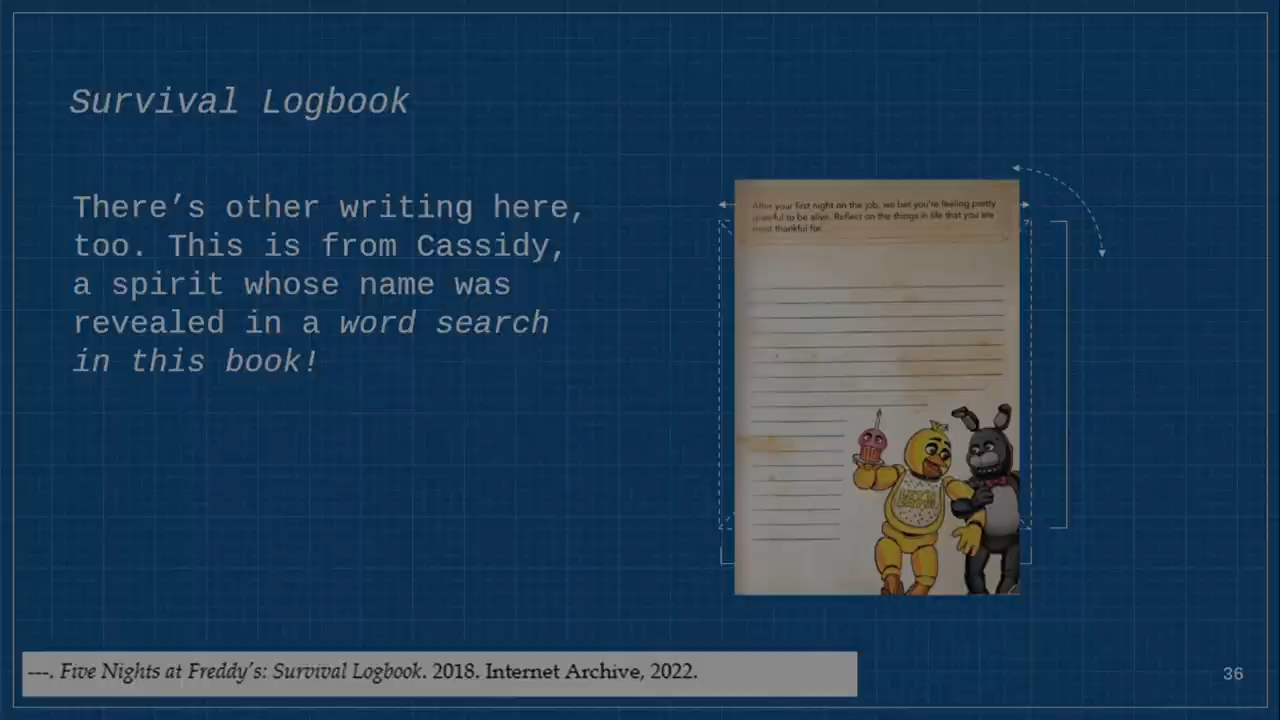 Survival Logbook
There’s other writing here,
too. This is from Cassidy,
a spirit whose name was
revealed in a word search
in this book!
After your first night on the job, we bet you're feeling pretty
grateful to be alive. Reflect on the things in life that you are
most thankful for.
LET'S
EAT!!!
---. Five Nights at Freddy's: Survival Logbook. 2018. Internet Archive, 2022.
36